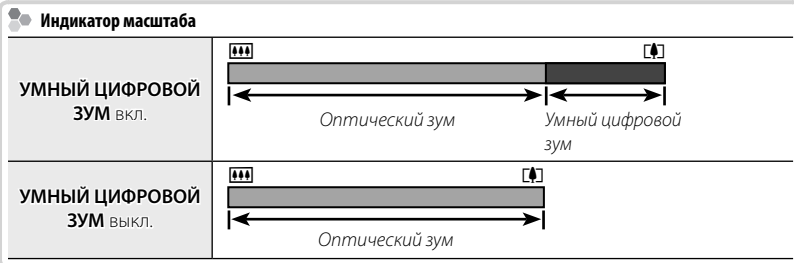 Индикатор масштаба
УМНЫЙ ЦИФРОВОЙ
ЗУМ вкл.
Оптический зум
Умный цифровой
зум
УМНЫЙ ЦИФРОВОЙ
ЗУМ выкл.
Оптический зум